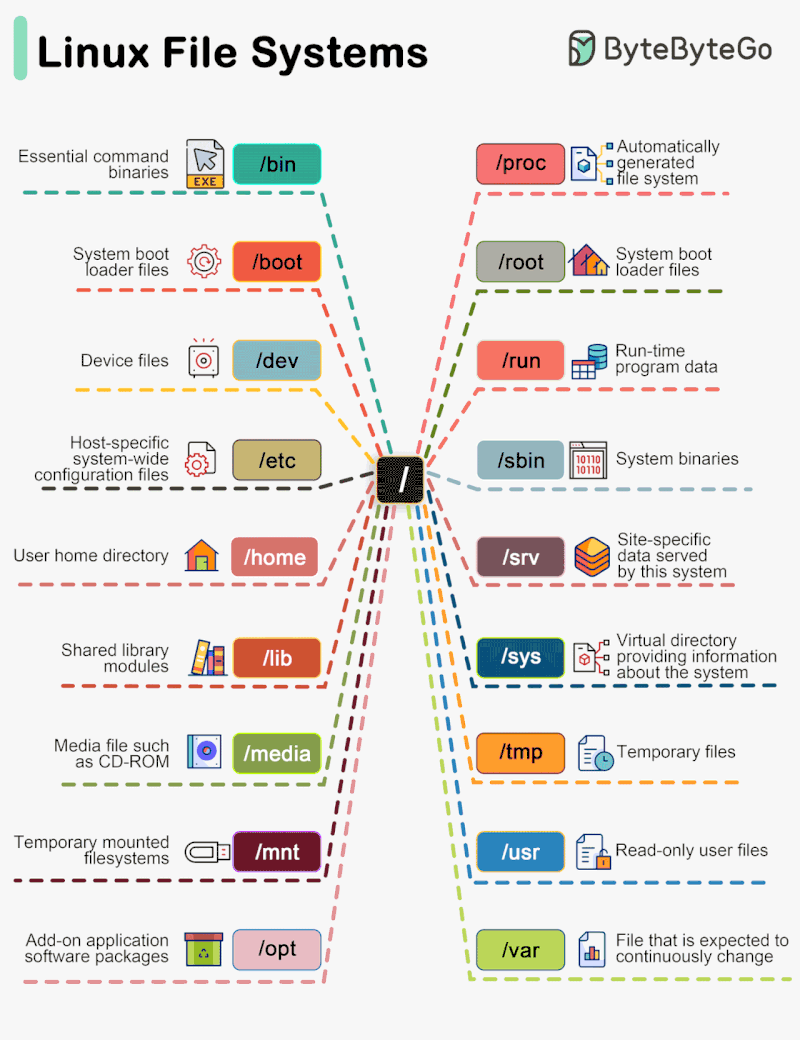 Linux File Systems
ByteByteGo
Essential command
binaries
EXE
/bin
System boot
loader files
/boot
Device files
/dev
Host-specific
system-wide
configuration files
/etc
User home directory
/home
Shared library
modules
/lib
Media file such
as CD-ROM
/media
Temporary mounted
filesystems
/mnt
Add-on application
software packages
/opt
/
/proc
Automatically
generated
file system
/root
System boot
loader files
/run
Run-time
program data
/sbin
10110
10110
System binaries
/srv
Site-specific
data served
by this system
/sys
Virtual directory
providing information
about the system
/tmp
Temporary files
/usr
Read-only user files
/var
File that is expected to
continuously change